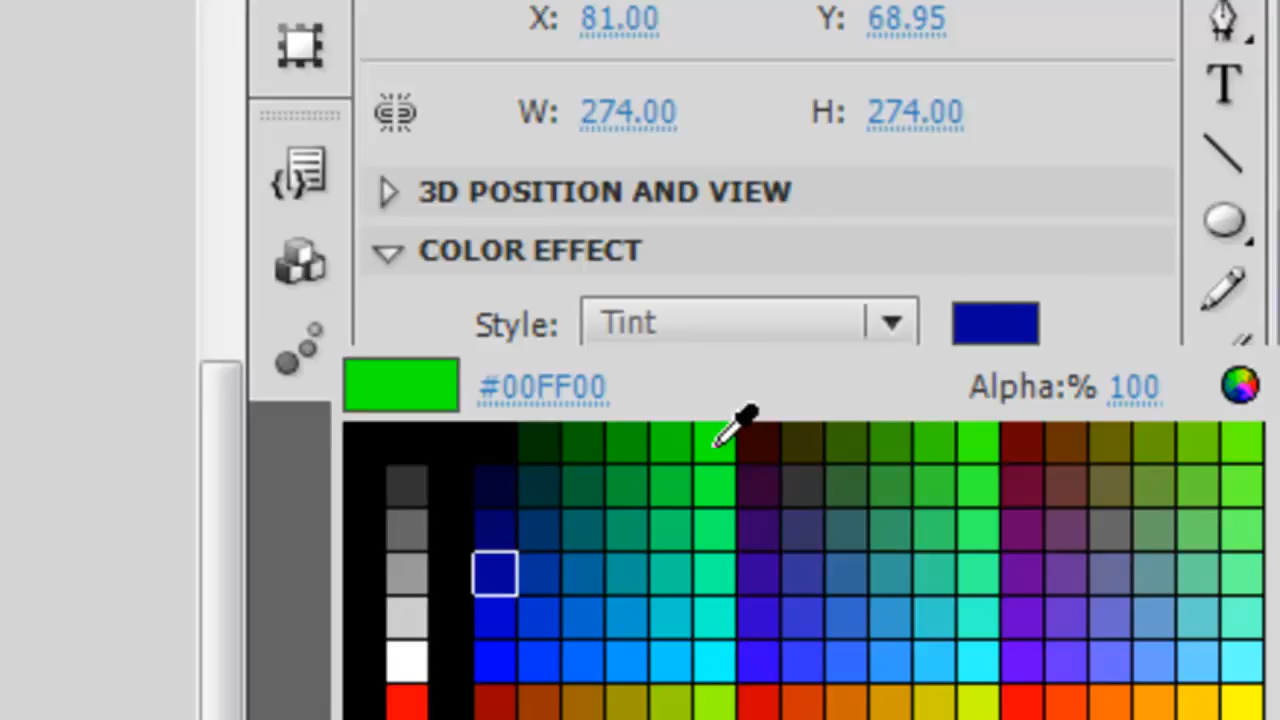 X: 81.00 Y: 68.95
W: 274.00 H: 274.00
3D POSITION AND VIEW
COLOR EFFECT
Style: Tint
#00FF00 Alpha:% 100
T